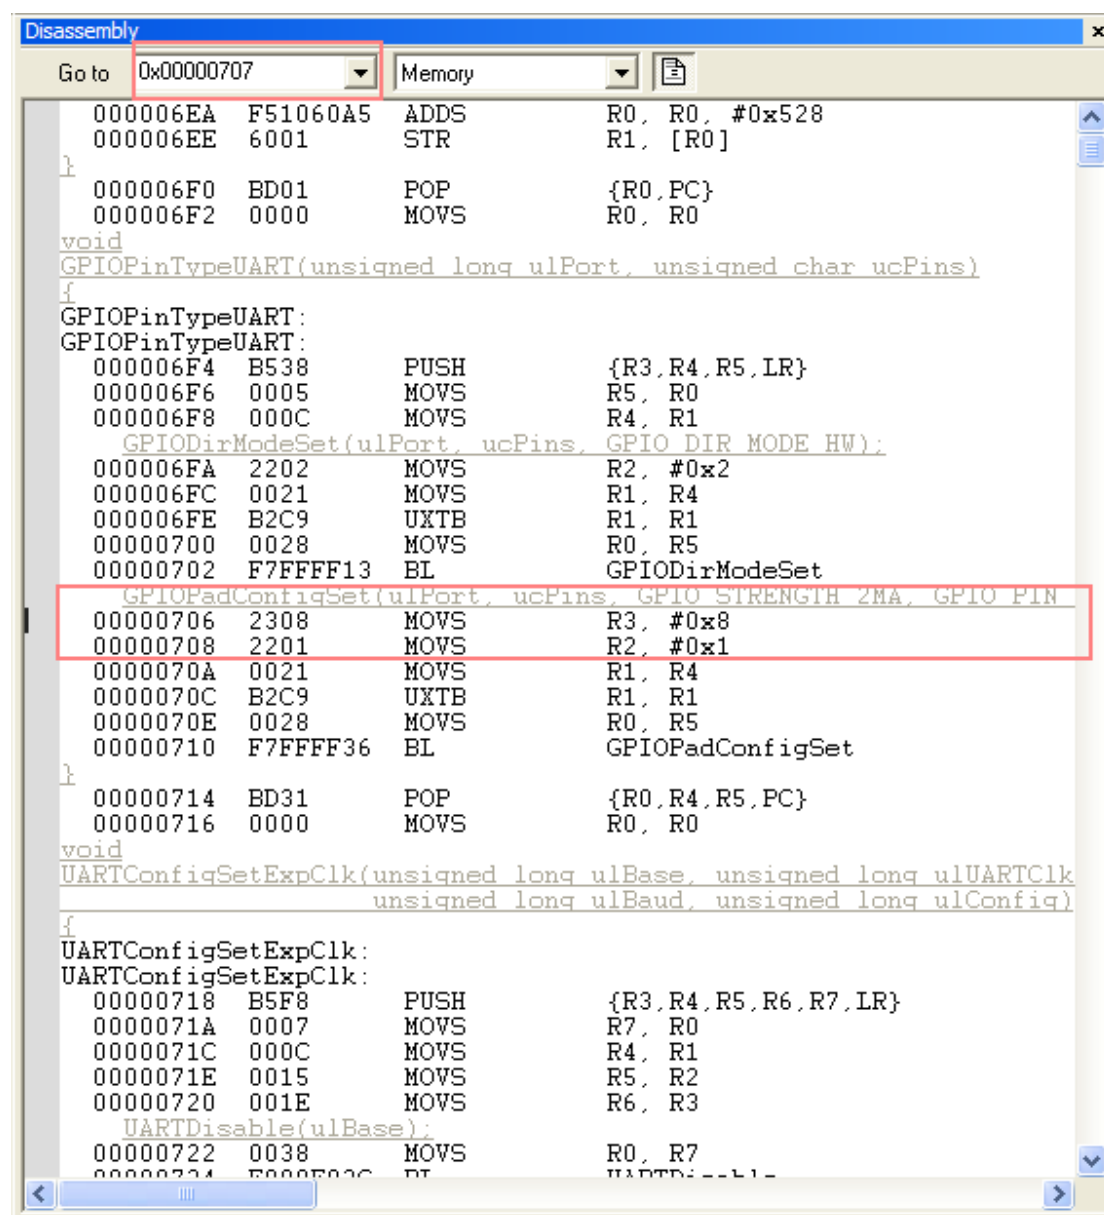 Disassembly
Go to 0x00000707 Memory
000006EA F51060A5 ADDS R0, R0, #0x528
000006EE 6001 STR R1, [R0]
}
000006F0 BD01 POP {R0,PC}
000006F2 0000 MOVS R0, R0
void
GPIOPinTypeUART(unsigned long ulPort, unsigned char ucPins)
{
GPIOPinTypeUART:
GPIOPinTypeUART:
000006F4 B538 PUSH {R3,R4,R5,LR}
000006F6 0005 MOVS R5, R0
000006F8 000C MOVS R4, R1
GPIODirModeSet(ulPort, ucPins, GPIO_DIR_MODE_HW);
000006FA 2202 MOVS R2, #0x2
000006FC 0021 MOVS R1, R4
000006FE B2C9 UXTB R1, R1
00000700 0028 MOVS R0, R5
00000702 F7FFFF13 BL GPIODirModeSet
GPIOPadConfigSet(ulPort, ucPins, GPIO_STRENGTH_2MA, GPIO_PIN_
00000706 2308 MOVS R3, #0x8
00000708 2201 MOVS R2, #0x1
0000070A 0021 MOVS R1, R4
0000070C B2C9 UXTB R1, R1
0000070E 0028 MOVS R0, R5
00000710 F7FFFF36 BL GPIOPadConfigSet
}
00000714 BD31 POP {R0,R4,R5,PC}
00000716 0000 MOVS R0, R0
void
UARTConfigSetExpClk(unsigned long ulBase, unsigned long ulUARTClk
unsigned long ulBaud, unsigned long ulConfig)
{
UARTConfigSetExpClk:
UARTConfigSetExpClk:
00000718 B5F8 PUSH {R3,R4,R5,R6,R7,LR}
0000071A 0007 MOVS R7, R0
0000071C 000C MOVS R4, R1
0000071E 0015 MOVS R5, R2
00000720 001E MOVS R6, R3
UARTDisable(ulBase);
00000722 0038 MOVS R0, R7
00000724 BL UARTDisable